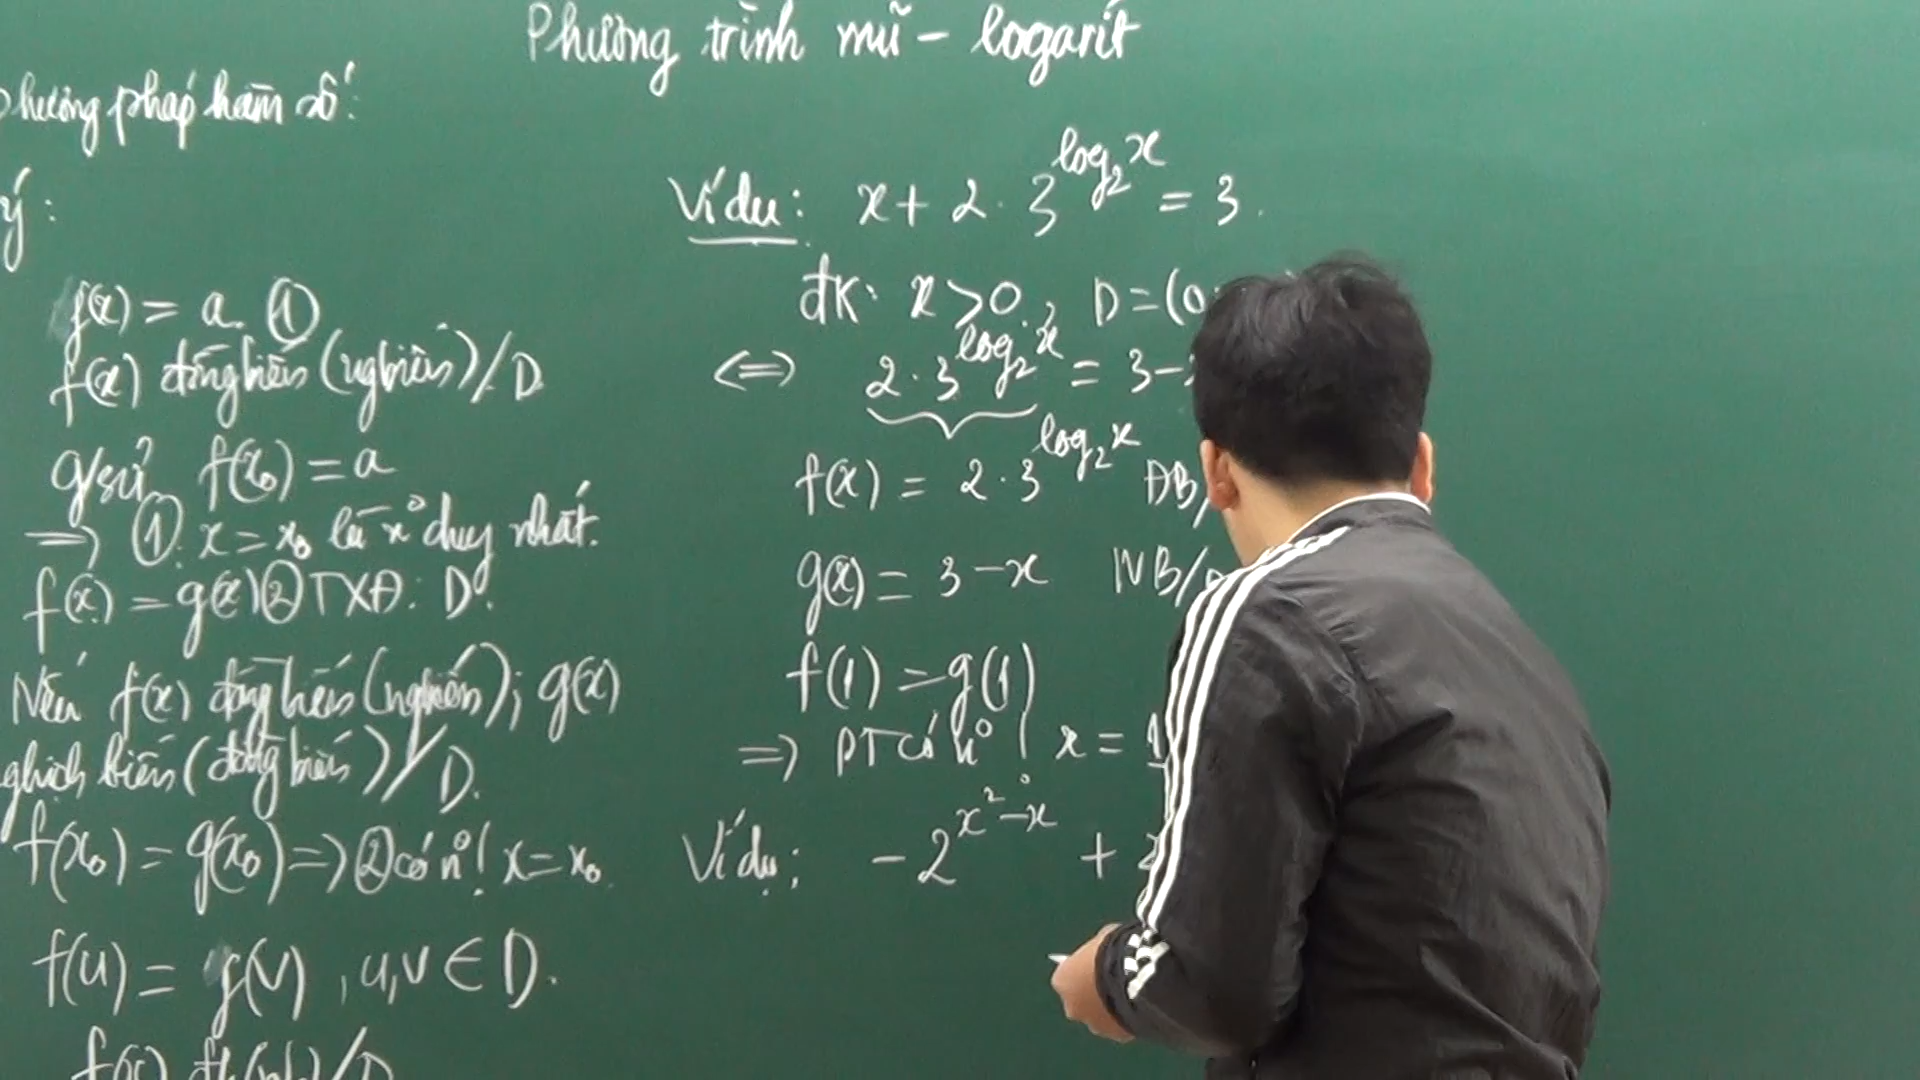 Phương trình mũ - logarit
phương pháp hàm số:
ý:
f(x) = a. ①
f(x) đồng biến (nghbiến)/D
g/sử f(x₀) = a
=> ①: x = x₀ là n° duy nhất.
f(x) = g(x) ② TXĐ: D.
Nếu f(x) đồng biến (nghbiến); g(x)
nghịch biến (đồng biến)/D.
f(x₀) = g(x₀) => ② có n° ! x = x₀.
f(u) = f(v), u,v ∈ D.
f(x) /D
Ví dụ: x + 2 . 3^{log₂x} = 3.
đK: x > 0 ; D = (0
<=> 2 . 3^{log₂x} = 3 -
f(x) = 2 . 3^{log₂x} ĐB/
g(x) = 3 - x NB/
f(1) = g(1)
=> PT có n° ! x = 1
Ví dụ: - 2^{x²-x} +